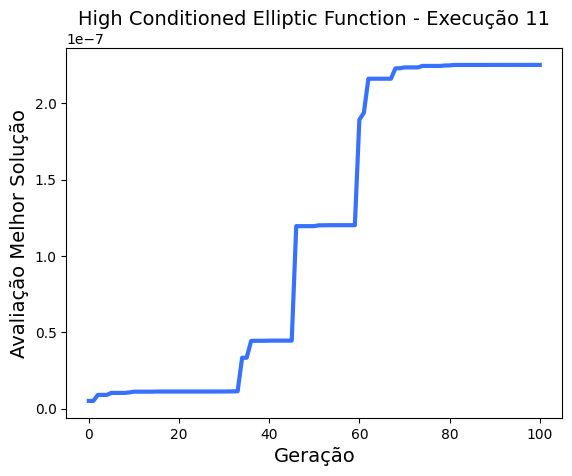 High Conditioned Elliptic Function - Execução 11
1e−7
2.0
1.5
1.0
0.5
0.0
Avaliação Melhor Solução
0 20 40 60 80 100
Geração